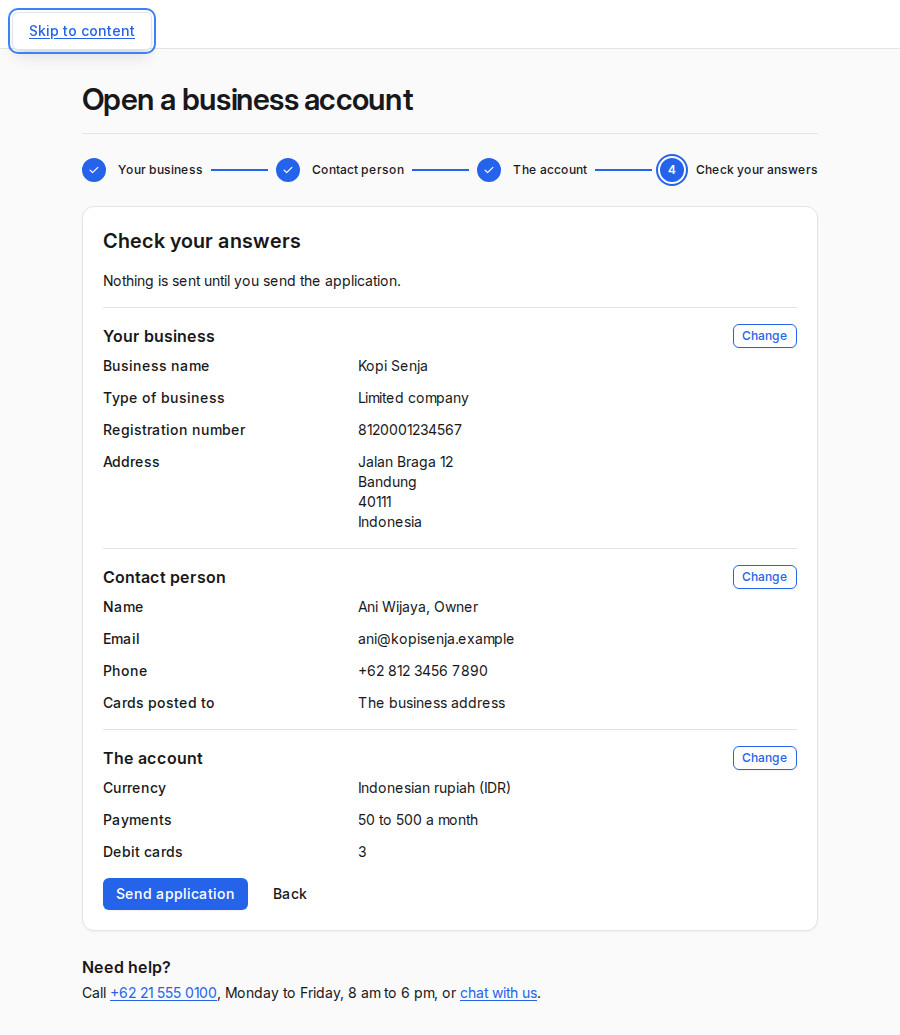 Skip to content
Open a business account
Your business
Contact person
The account
4 Check your answers
Check your answers
Nothing is sent until you send the application.
Your business Change
Business name Kopi Senja
Type of business Limited company
Registration number 8120001234567
Address Jalan Braga 12
Bandung
40111
Indonesia
Contact person Change
Name Ani Wijaya, Owner
Email ani@kopisenja.example
Phone +62 812 3456 7890
Cards posted to The business address
The account Change
Currency Indonesian rupiah (IDR)
Payments 50 to 500 a month
Debit cards 3
Send application Back
Need help?
Call +62 21 555 0100, Monday to Friday, 8 am to 6 pm, or chat with us.